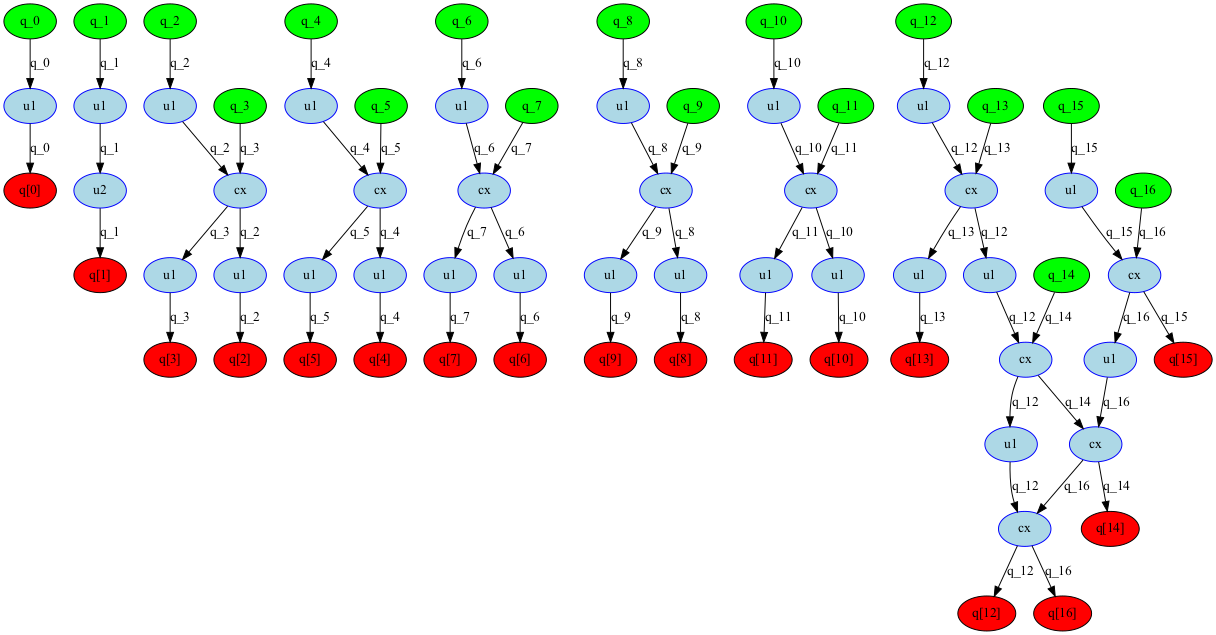 q_0 q_1 q_2 q_4 q_6 q_8 q_10 q_12
q_0 q_1 q_2 q_4 q_6 q_8 q_10 q_12
u1 u1 u1 q_3 u1 q_5 u1 q_7 u1 q_9 u1 q_11 u1 q_13 q_15
q_0 q_1 q_2 q_3 q_4 q_5 q_6 q_7 q_8 q_9 q_10 q_11 q_12 q_13 q_15
q[0] u2 cx cx cx cx cx cx u1 q_16
q_1 q_3 q_2 q_5 q_4 q_7 q_6 q_9 q_8 q_11 q_10 q_13 q_12 q_15 q_16
q[1] u1 u1 u1 u1 u1 u1 u1 u1 u1 u1 u1 u1 q_14 cx
q_3 q_2 q_5 q_4 q_7 q_6 q_9 q_8 q_11 q_10 q_13 q_12 q_14 q_16 q_15
q[3] q[2] q[5] q[4] q[7] q[6] q[9] q[8] q[11] q[10] q[13] cx u1 q[15]
q_12 q_14 q_16
u1 cx
q_12 q_16 q_14
cx q[14]
q_12 q_16
q[12] q[16]